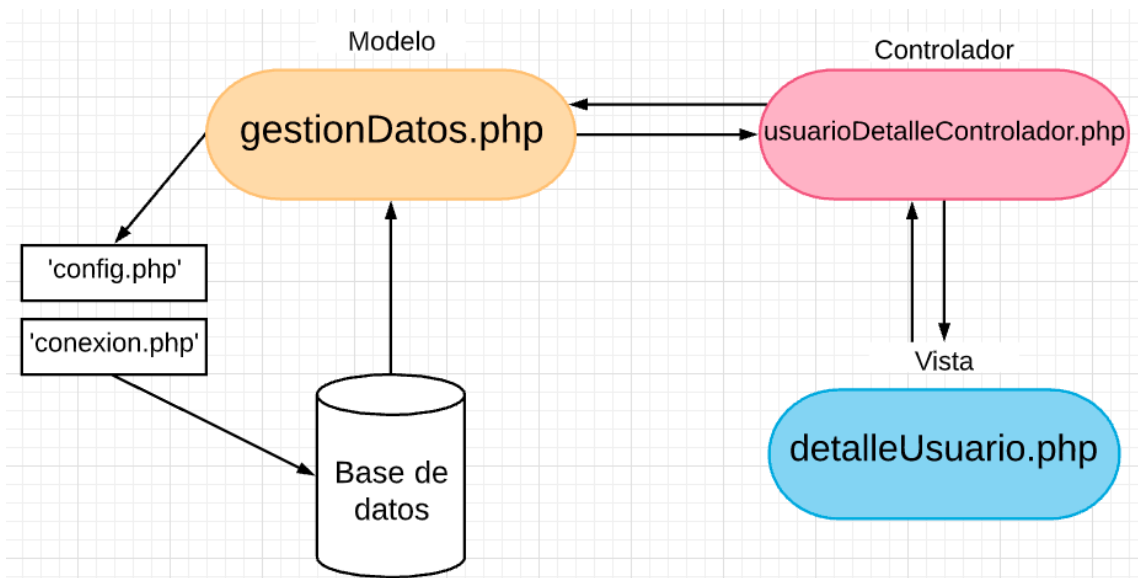 Modelo
Controlador
gestionDatos.php
usuarioDetalleControlador.php
'config.php'
'conexion.php'
Vista
Base de
datos
detalleUsuario.php